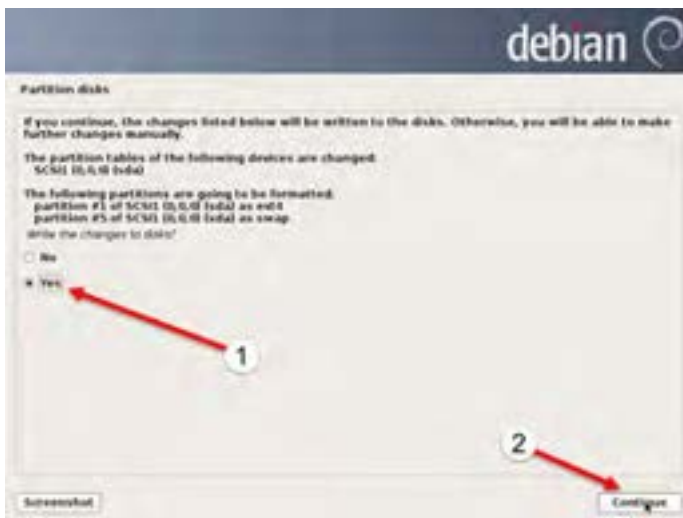 debian
Partition disks
If you continue, the changes listed below will be written to the disks. Otherwise, you will be able to make
further changes manually.
The partition tables of the following devices are changed:
SCSI1 (0,0,0) (sda)
The following partitions are going to be formatted:
partition #1 of SCSI1 (0,0,0) (sda) as ext4
partition #5 of SCSI1 (0,0,0) (sda) as swap
Write the changes to disks?
No
Yes
1
2
Screenshot
Continue